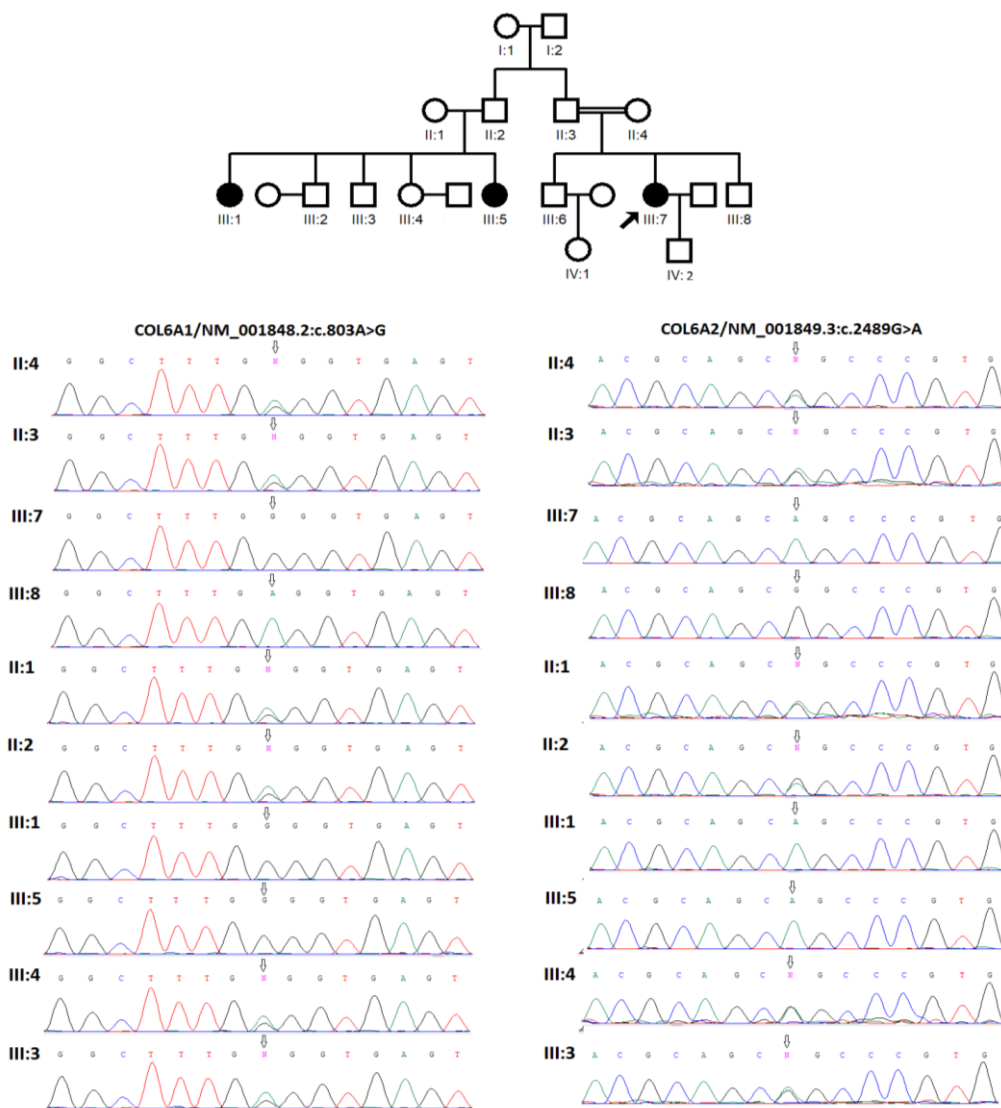 I:1 I:2
II:1 II:2 II:3 II:4
III:1 III:2 III:3 III:4 III:5 III:6 III:7 III:8
IV:1 IV:2
COL6A1/NM_001848.2:c.803A>G
II:4 G G C T T T G N G G T G A G T
II:3 G G C T T T G N G G T G A G T
III:7 G G C T T T G G G G T G A G T
III:8 G G C T T T G A G G T G A G T
II:1 G G C T T T G N G G T G A G T
II:2 G G C T T T G N G G T G A G T
III:1 G G C T T T G G G G T G A G T
III:5 G G C T T T G G G G T G A G T
III:4 G G C T T T G N G G T G A G T
III:3 G G C T T T G N G G T G A G T
COL6A2/NM_001849.3:c.2489G>A
II:4 A C G C A G C N G C C C G T G
II:3 A C G C A G C N G C C C G T G
III:7 A C G C A G C A G C C C G T G
III:8 A C G C A G C G G C C C G T G
II:1 A C G C A G C N G C C C G T G
II:2 A C G C A G C N G C C C G T G
III:1 A C G C A G C A G C C C G T G
III:5 A C G C A G C A G C C C G T G
III:4 A C G C A G C N G C C C G T G
III:3 A C G C A G C N G C C C G T G